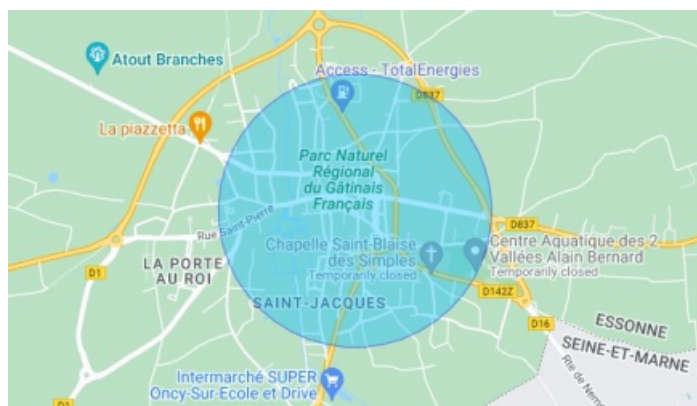 Atout Branches
Access - TotalEnergies
D837
La piazzetta
Parc Naturel
Régional
du Gâtinais
Français
Rue Saint-Pierre
D837
Chapelle Saint-Blaise
des Simples
Temporarily closed
Centre Aquatique des 2
Vallées Alain Bernard
Temporarily closed
LA PORTE
AU ROI
D1
D142Z
SAINT-JACQUES
D16
ESSONNE
SEINE-ET-MARNE
Intermarché SUPER
Oncy-Sur-Ecole et Drive
D1